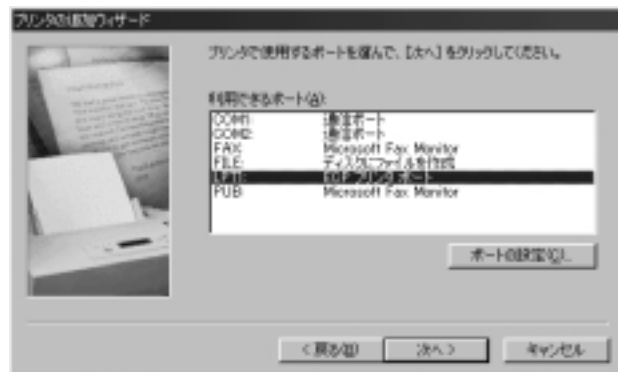 プリンタの追加ウィザード
プリンタで使用するポートを選んで、[次へ] をクリックしてください。
利用できるポート(A):
COM1: 通信ポート
COM2: 通信ポート
FAX: Microsoft Fax Monitor
FILE: ディスクにファイルを作成
LPT1: ECP プリンタ ポート
PUB: Microsoft Fax Monitor
ポートの設定(C)...
< 戻る(B)
次へ >
キャンセル